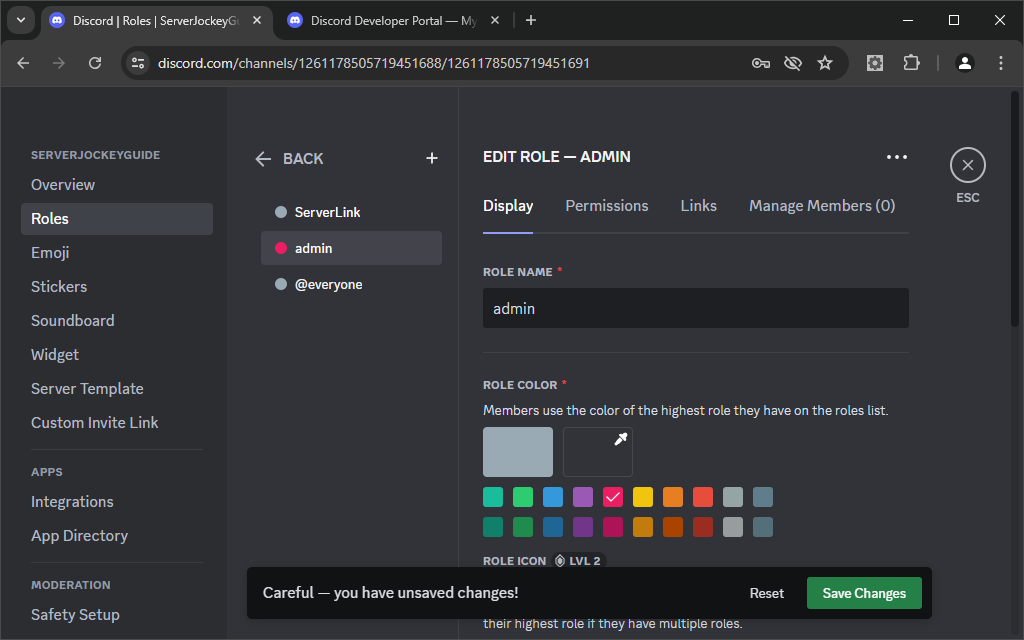 Discord | Roles | ServerJockeyGu
Discord Developer Portal — My
discord.com/channels/1261178505719451688/1261178505719451691
SERVERJOCKEYGUIDE
Overview
Roles
Emoji
Stickers
Soundboard
Widget
Server Template
Custom Invite Link
APPS
Integrations
App Directory
MODERATION
Safety Setup
BACK
ServerLink
admin
@everyone
EDIT ROLE — ADMIN
ESC
Display Permissions Links Manage Members (0)
ROLE NAME *
admin
ROLE COLOR *
Members use the color of the highest role they have on the roles list.
ROLE ICON LVL 2
Careful — you have unsaved changes! Reset Save Changes
their highest role if they have multiple roles.